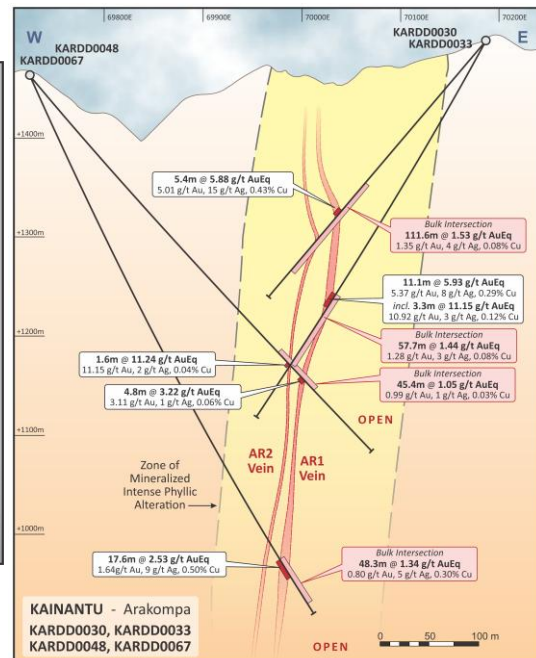 69800E
69900E
70000E
70100E
70200E
W
E
KARDD0048
KARDD0067
KARDD0030
KARDD0033
+1400m
+1300m
+1200m
+1100m
+1000m
5.4m @ 5.88 g/t AuEq
5.01 g/t Au, 15 g/t Ag, 0.43% Cu
Bulk Intersection
111.6m @ 1.53 g/t AuEq
1.35 g/t Au, 4 g/t Ag, 0.08% Cu
11.1m @ 5.93 g/t AuEq
5.37 g/t Au, 8 g/t Ag, 0.29% Cu
incl. 3.3m @ 11.15 g/t AuEq
10.92 g/t Au, 3 g/t Ag, 0.12% Cu
Bulk Intersection
57.7m @ 1.44 g/t AuEq
1.28 g/t Au, 3 g/t Ag, 0.08% Cu
1.6m @ 11.24 g/t AuEq
11.15 g/t Au, 2 g/t Ag, 0.04% Cu
Bulk Intersection
45.4m @ 1.05 g/t AuEq
0.99 g/t Au, 1 g/t Ag, 0.03% Cu
4.8m @ 3.22 g/t AuEq
3.11 g/t Au, 1 g/t Ag, 0.06% Cu
OPEN
AR2
Vein
AR1
Vein
Zone of
Mineralized
Intense Phyllic
Alteration
17.6m @ 2.53 g/t AuEq
1.64g/t Au, 9 g/t Ag, 0.50% Cu
Bulk Intersection
48.3m @ 1.34 g/t AuEq
0.80 g/t Au, 5 g/t Ag, 0.30% Cu
KAINANTU - Arakompa
KARDD0030, KARDD0033
KARDD0048, KARDD0067
OPEN
0 50 100 m